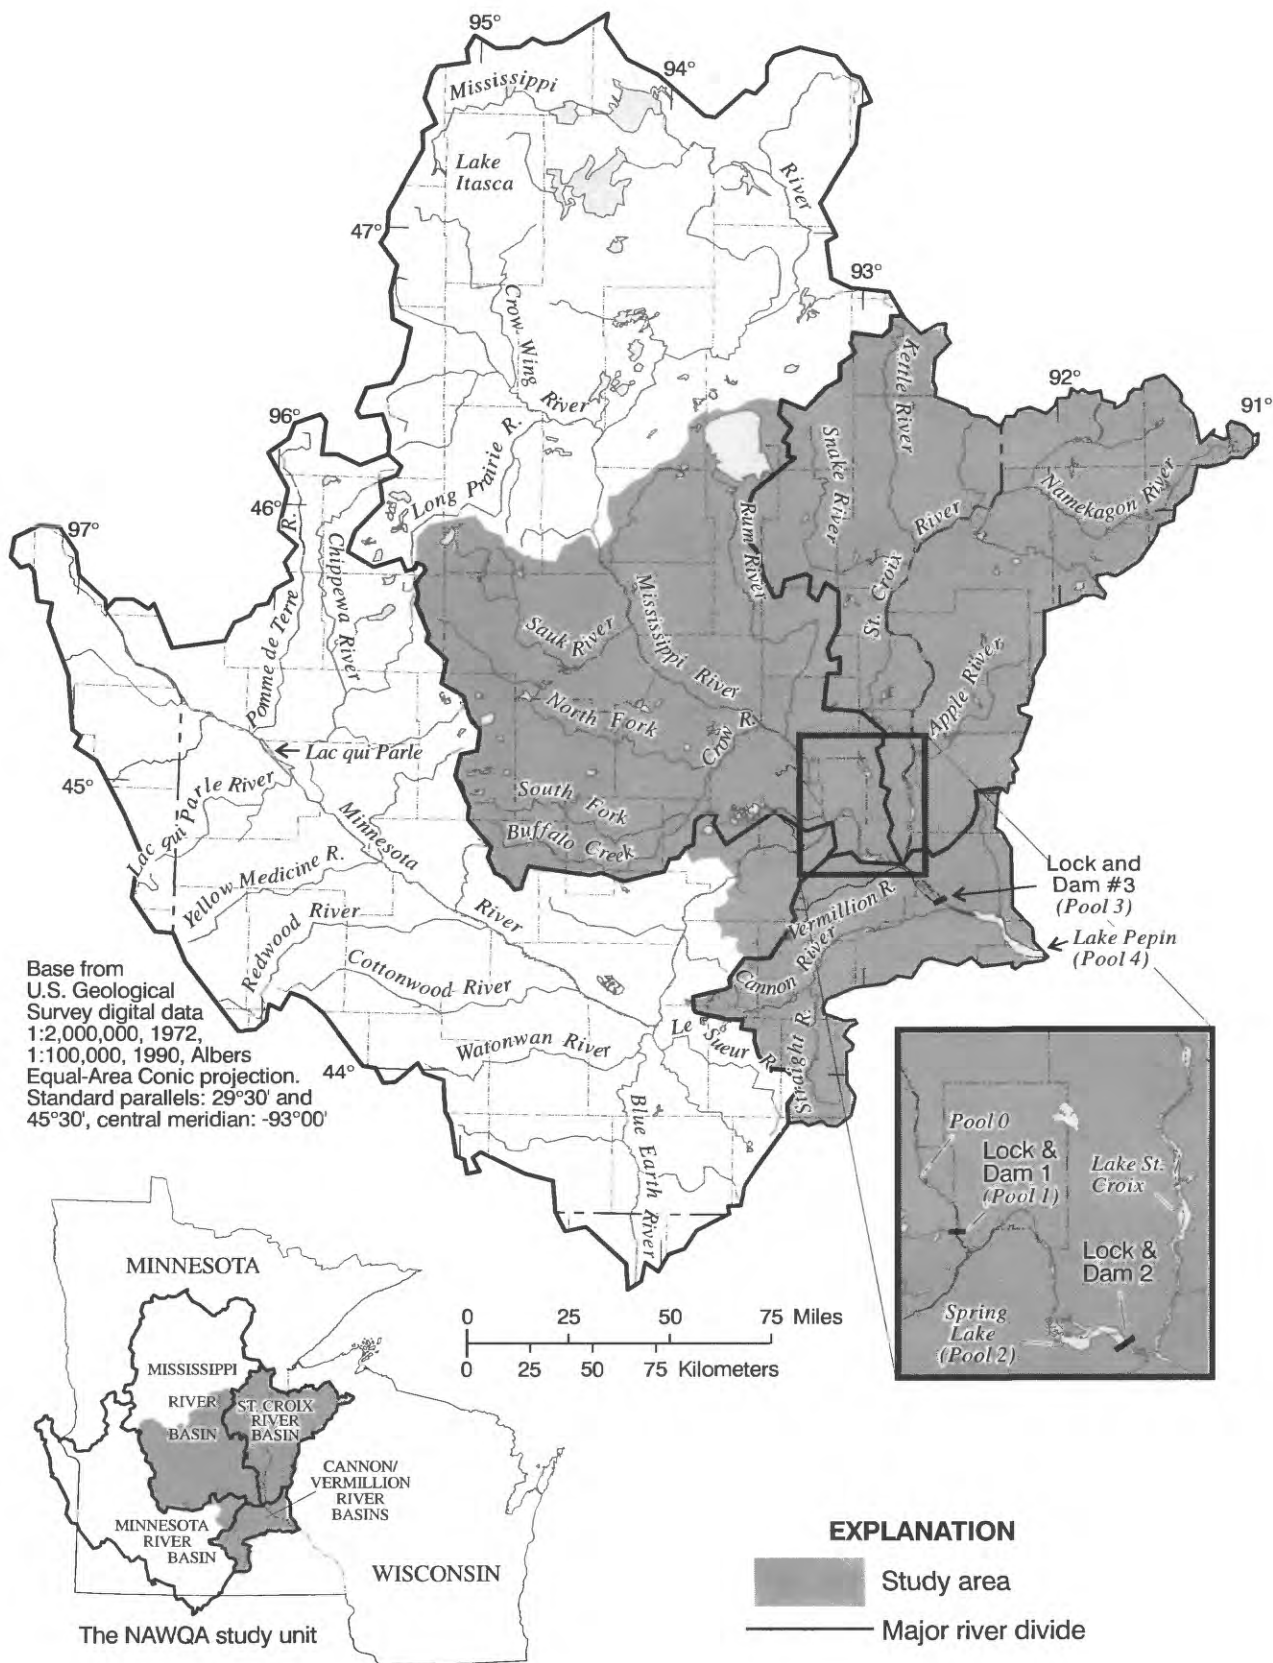 95°
94°
Mississippi
Lake
Itasca
River
47°
93°
Crow Wing
River
Kettle River
92°
91°
96°
Long Prairie R.
Snake River
Namekagon River
46°
97°
Pomme de Terre R.
Chippewa River
Rum River
St. Croix River
Sauk River
Mississippi River
Apple River
North Fork
Crow R.
Lac qui Parle
45°
South Fork
Lac qui Parle River
Minnesota
River
Buffalo Creek
Yellow Medicine R.
Lock and
Dam #3
(Pool 3)
Vermillion R.
Redwood River
Lake Pepin
(Pool 4)
Cannon River
Cottonwood River
Base from
U.S. Geological
Survey digital data
1:2,000,000, 1972,
1:100,000, 1990, Albers
Equal-Area Conic projection.
Standard parallels: 29°30' and
45°30', central meridian: -93°00'
Le Sueur R.
Straight R.
Watonwan River
44°
Blue Earth River
Pool 0
Lock &
Dam 1
(Pool 1)
Lake St.
Croix
Lock &
Dam 2
Spring
Lake
(Pool 2)
0 25 50 75 Miles
0 25 50 75 Kilometers
MINNESOTA
MISSISSIPPI
RIVER
BASIN
ST. CROIX
RIVER
BASIN
CANNON/
VERMILLION
RIVER
BASINS
MINNESOTA
RIVER
BASIN
WISCONSIN
The NAWQA study unit
EXPLANATION
Study area
Major river divide